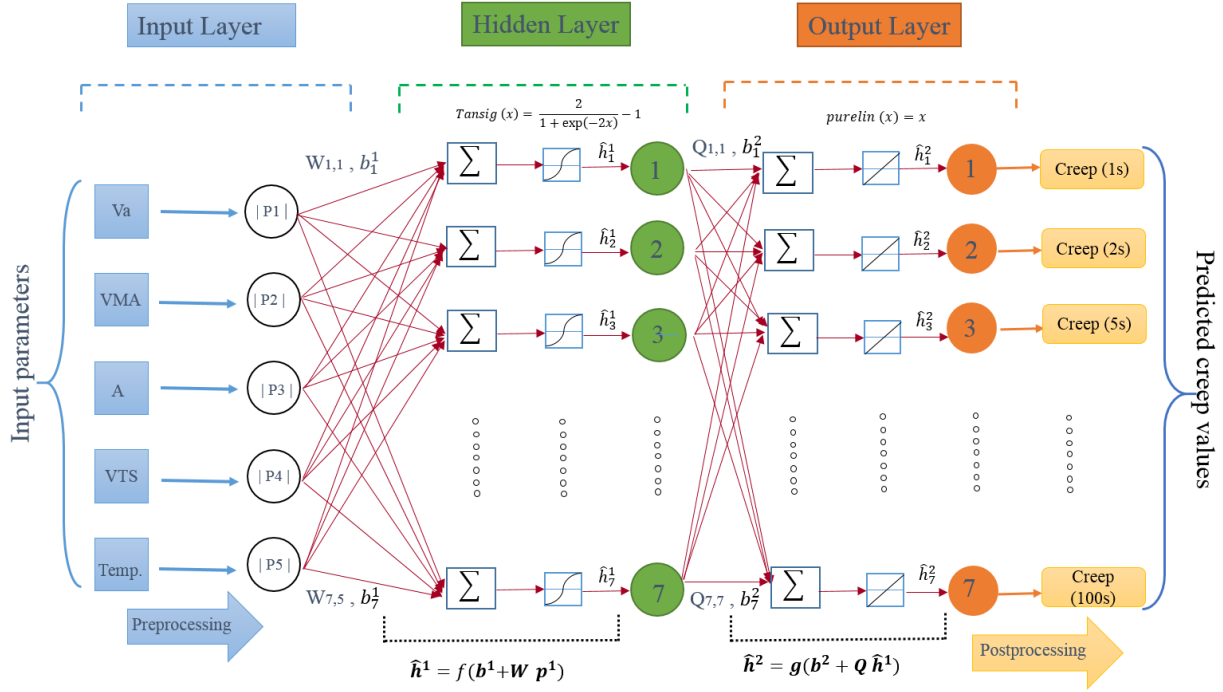 Input Layer
Hidden Layer
Output Layer
Tansig (x) = 2 / (1 + exp(−2x)) − 1
purelin (x) = x
W1,1 , b₁¹
∑
ĥ₁¹
1
Q1,1 , b₁²
∑
ĥ₁²
1
Creep (1s)
Va
| P1 |
∑
ĥ₂¹
2
∑
ĥ₂²
2
Creep (2s)
VMA
| P2 |
∑
ĥ₃¹
3
∑
ĥ₃²
3
Creep (5s)
Input parameters
A
| P3 |
Predicted creep values
VTS
| P4 |
Temp.
| P5 |
∑
ĥ₇¹
7
∑
ĥ₇²
7
Creep
(100s)
W7,5 , b₇¹
Q7,7 , b₇²
Preprocessing
Postprocessing
ĥ¹ = f(b¹+W p¹)
ĥ² = g(b² + Q ĥ¹)